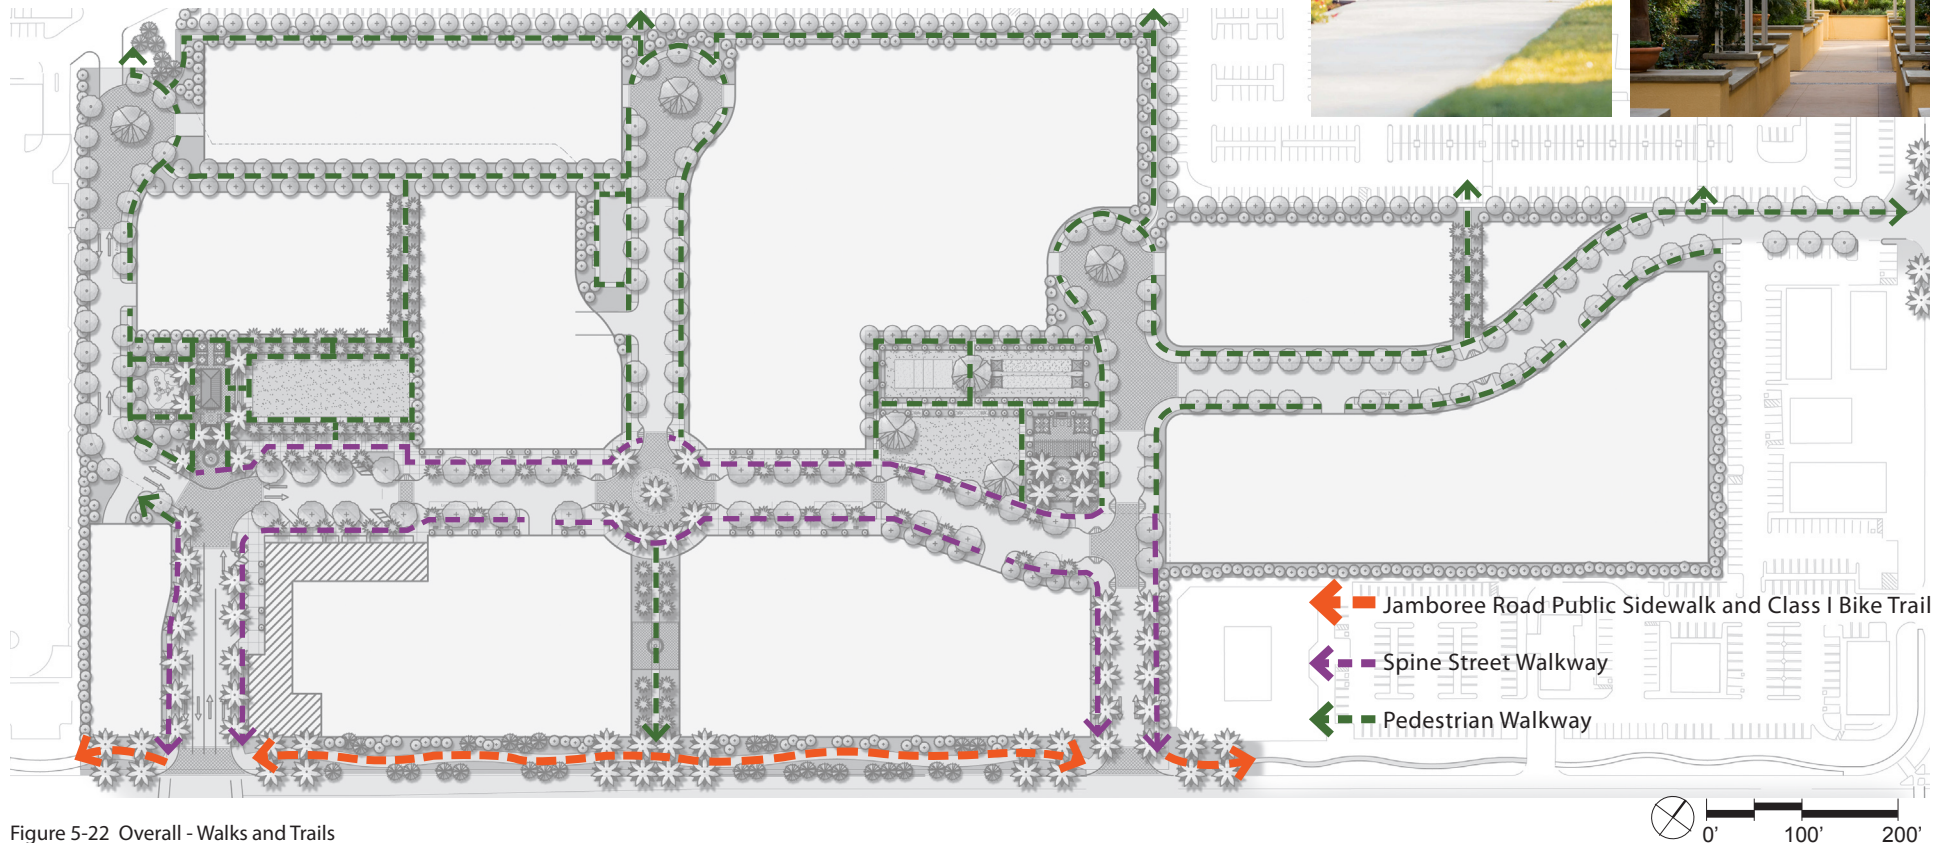 Jamboree Road Public Sidewalk and Class I Bike Trail
Spine Street Walkway
Pedestrian Walkway
0' 100' 200'
Figure 5-22 Overall - Walks and Trails